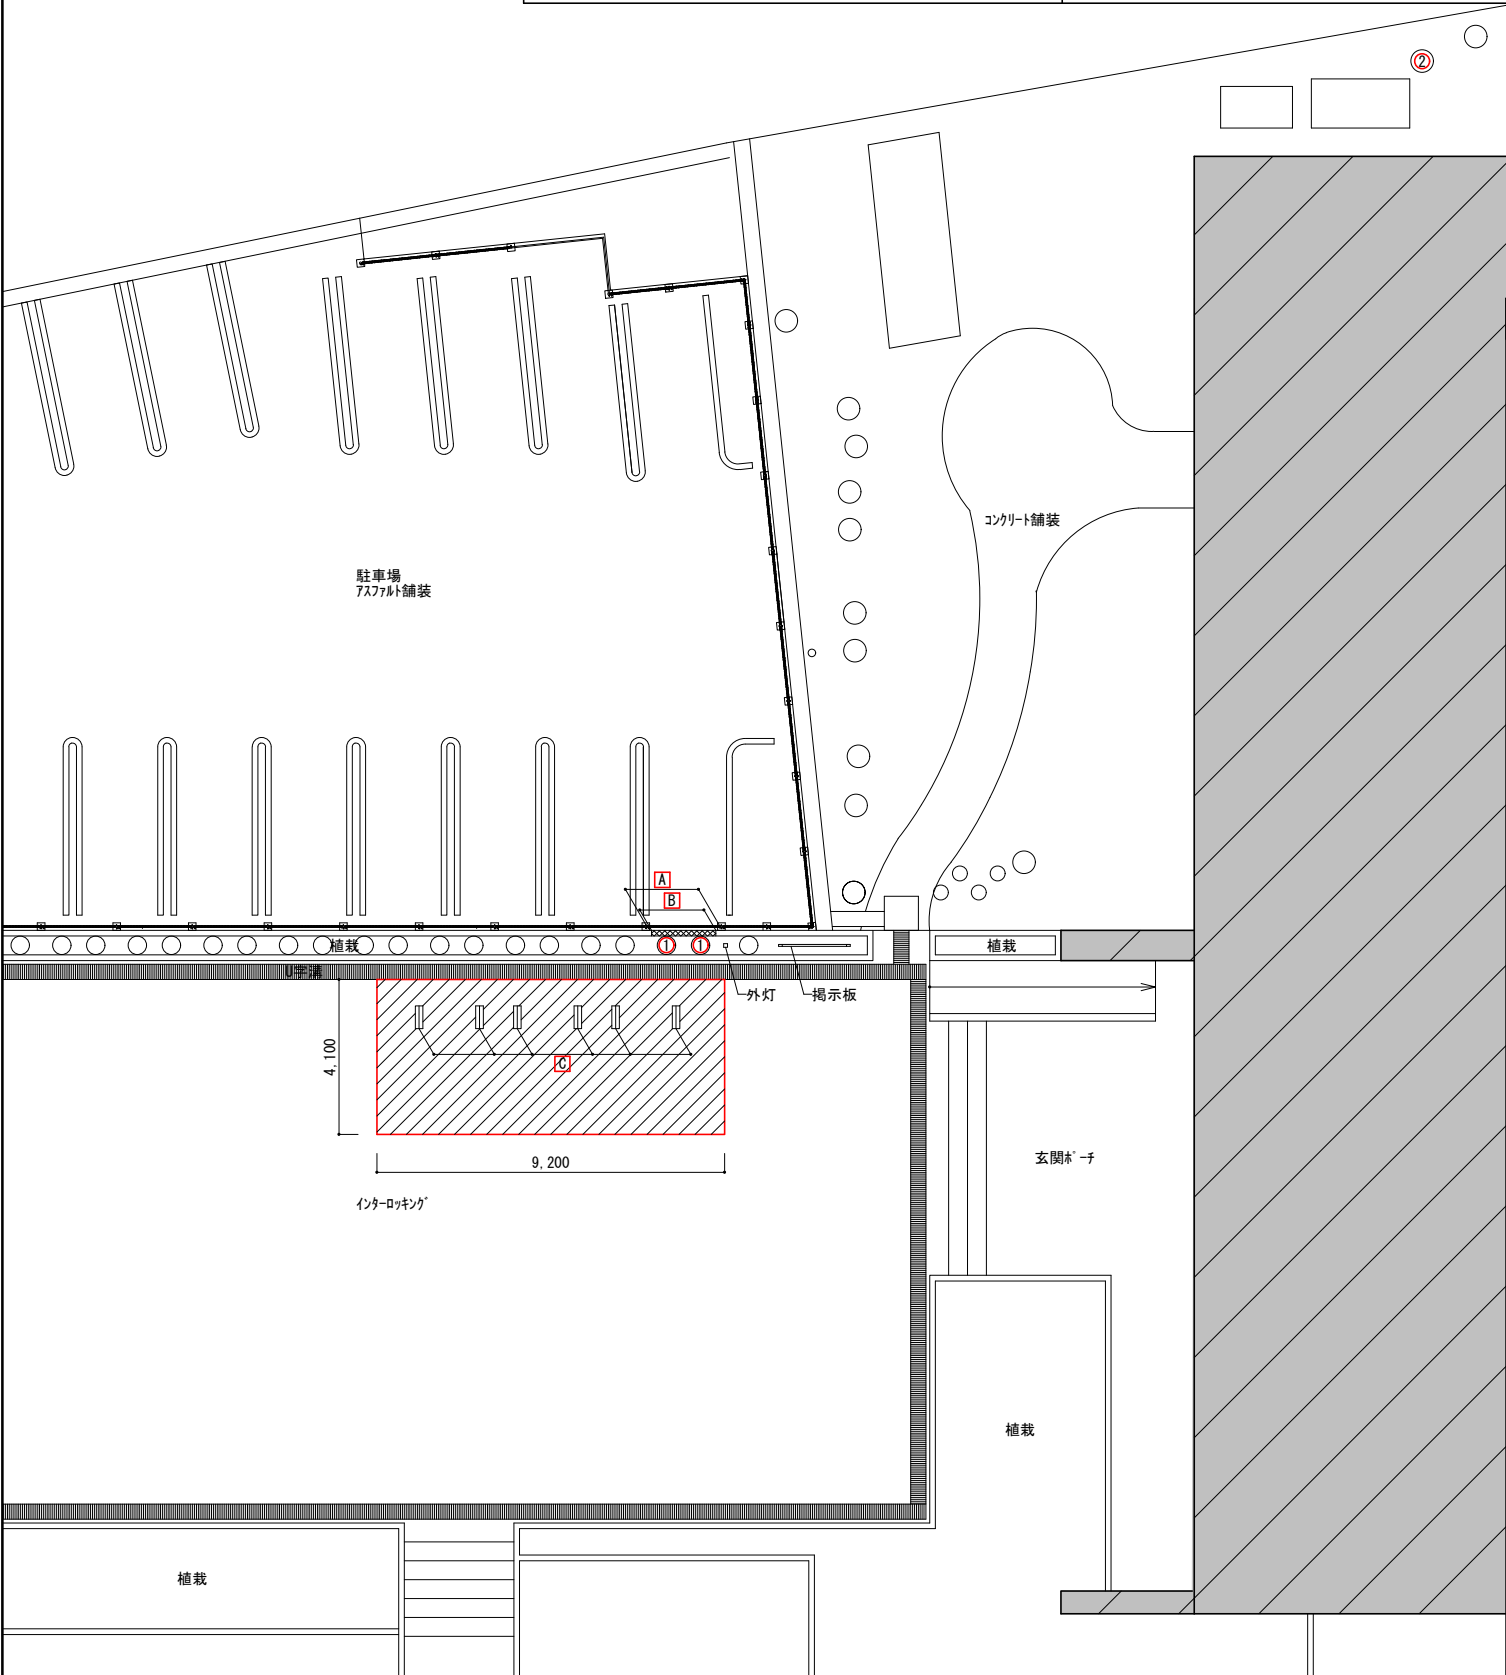 ②
コンクリート舗装
駐車場
アスファルト舗装
A
B
植栽
① ①
植栽
U字溝
外灯
掲示板
4,100
C
9,200
玄関ポーチ
インターロッキング
植栽
植栽